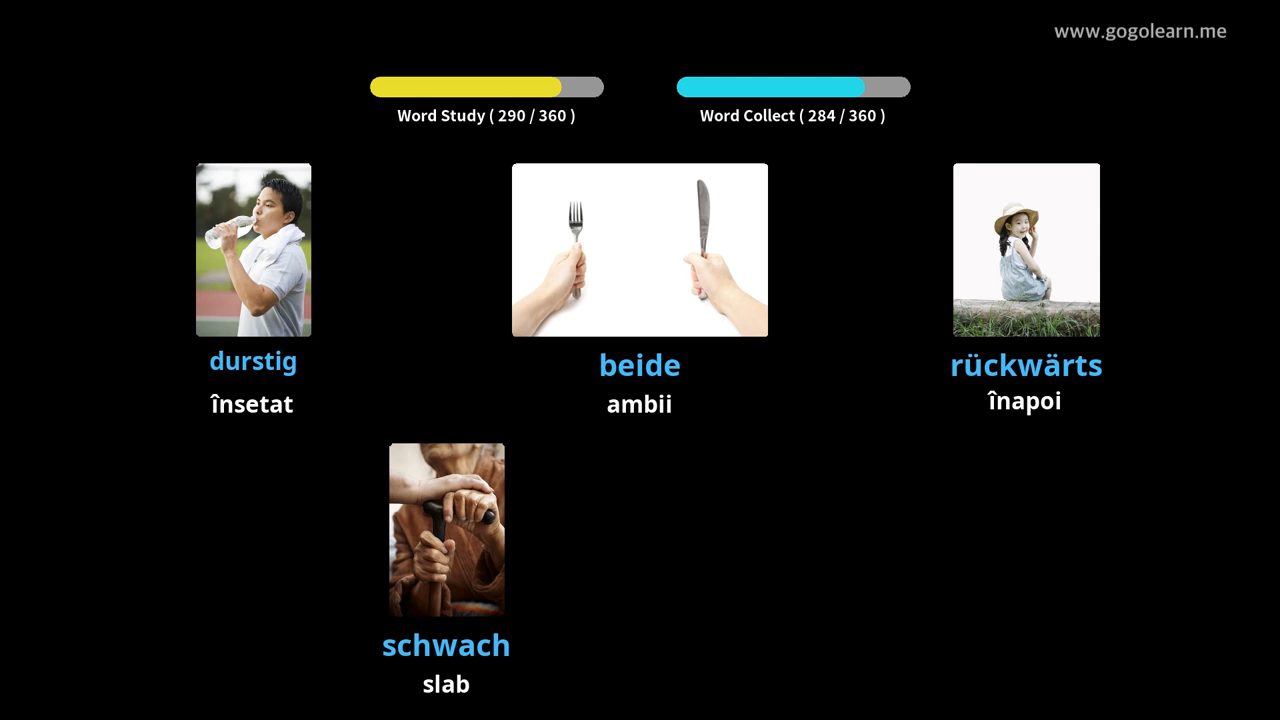 www.gogolearn.me
Word Study ( 290 / 360 )
Word Collect ( 284 / 360 )
durstig
însetat
beide
ambii
rückwärts
înapoi
schwach
slab